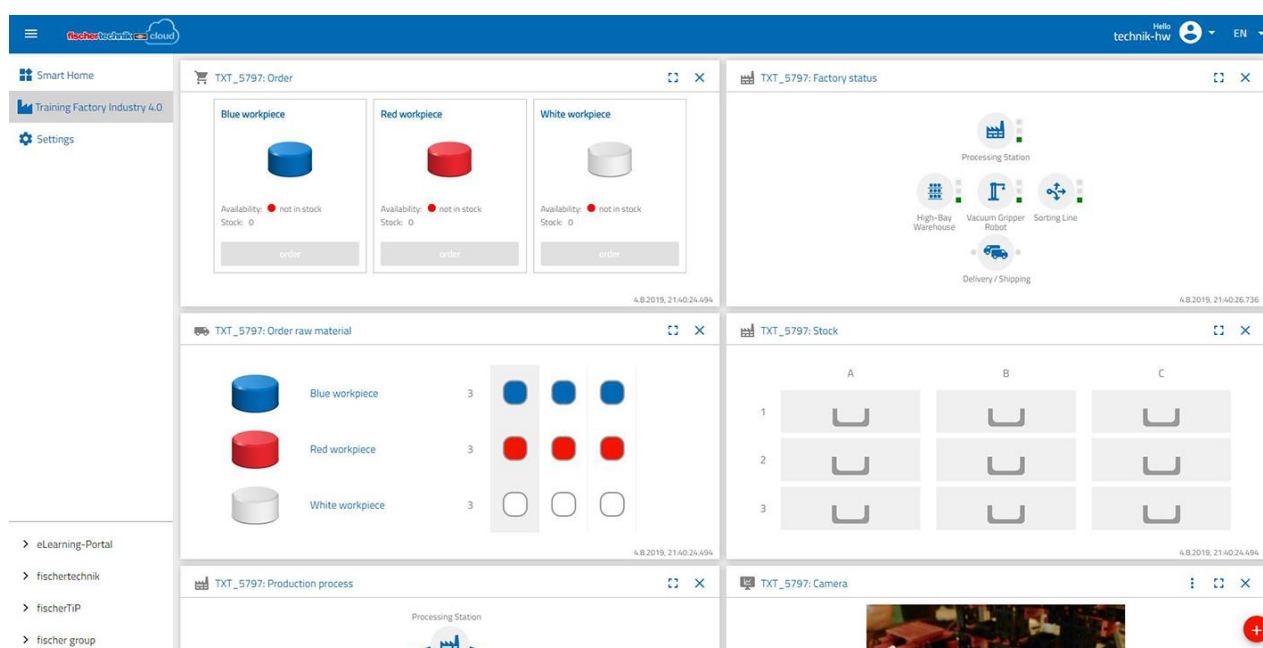 fischertechnik cloud
Hello
technik-hw
EN
Smart Home
Training Factory Industry 4.0
Settings
eLearning-Portal
fischertechnik
fischerTiP
fischer group
TXT_5797: Order
Blue workpiece
Red workpiece
White workpiece
Availability: not in stock
Stock: 0
Availability: not in stock
Stock: 0
Availability: not in stock
Stock: 0
order
order
order
4.8.2019, 21:40:24.494
TXT_5797: Factory status
Processing Station
High-Bay
Warehouse
Vacuum Gripper
Robot
Sorting Line
Delivery / Shipping
4.8.2019, 21:40:26.736
TXT_5797: Order raw material
Blue workpiece 3
Red workpiece 3
White workpiece 3
4.8.2019, 21:40:24.494
TXT_5797: Stock
A B C
1
2
3
4.8.2019, 21:40:24.494
TXT_5797: Production process
Processing Station
TXT_5797: Camera